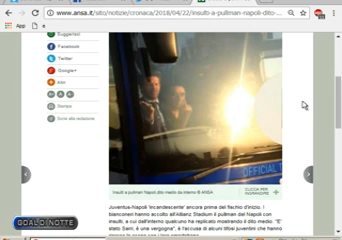 www.ansa.it/sito/notizie/cronaca/2018/04/22/insulti-a-pullman-napoli-dito-
App
Suggerisci
Facebook
Twitter
Google+
Altri
A A A
Stampa
Scrivi alla redazione
OFFICIAL
Insulti a pullman Napoli dito medio da interno © ANSA
CLICCA PER
INGRANDIRE
Juventus-Napoli 'incandescente' ancora prima del fischio d'inizio. I
bianconeri hanno accolto all'Allianz Stadium il pullman del Napoli con
insulti, a cui dall'interno qualcuno ha replicato mostrando il dito medio. "E'
stato Sarri, è una vergogna", è l'accusa di alcuni tifosi juventini che hanno
GOAL DI NOTTE